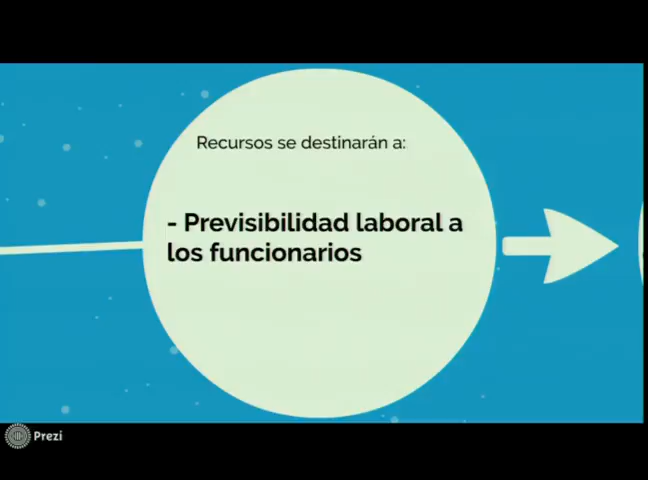 Recursos se destinarán a:
- Previsibilidad laboral a
los funcionarios
Prezi